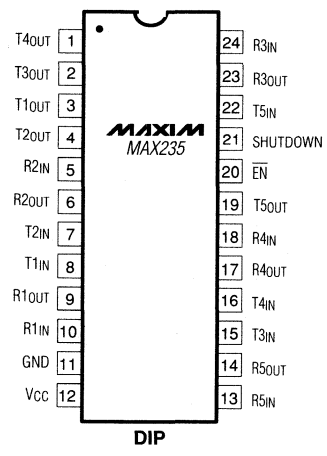 T4OUT 1 24 R3IN
T3OUT 2 23 R3OUT
T1OUT 3 22 T5IN
MAXIM
T2OUT 4 21 SHUTDOWN
MAX235
R2IN 5 20 EN
R2OUT 6 19 T5OUT
T2IN 7 18 R4IN
T1IN 8 17 R4OUT
R1OUT 9 16 T4IN
R1IN 10 15 T3IN
GND 11 14 R5OUT
VCC 12 13 R5IN
DIP